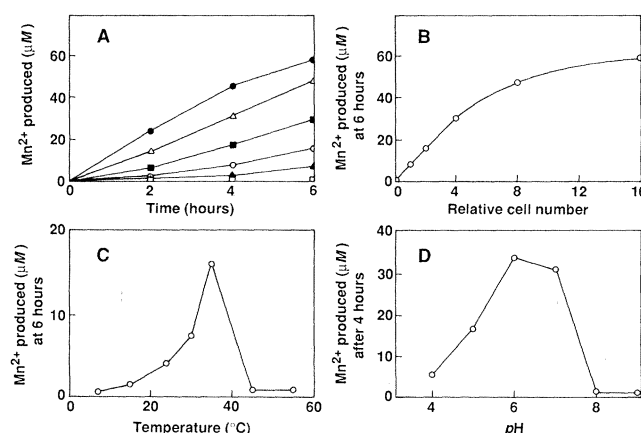 A
Mn2+ produced (μM)
60
40
20
0
0 2 4 6
Time (hours)
B
Mn2+ produced (μM)
at 6 hours
60
40
20
0
0 4 8 12 16
Relative cell number
C
Mn2+ produced (μM)
at 6 hours
20
10
0
0 20 40 60
Temperature (°C)
D
Mn2+ produced (μM)
after 4 hours
40
30
20
10
0
4 6 8
pH